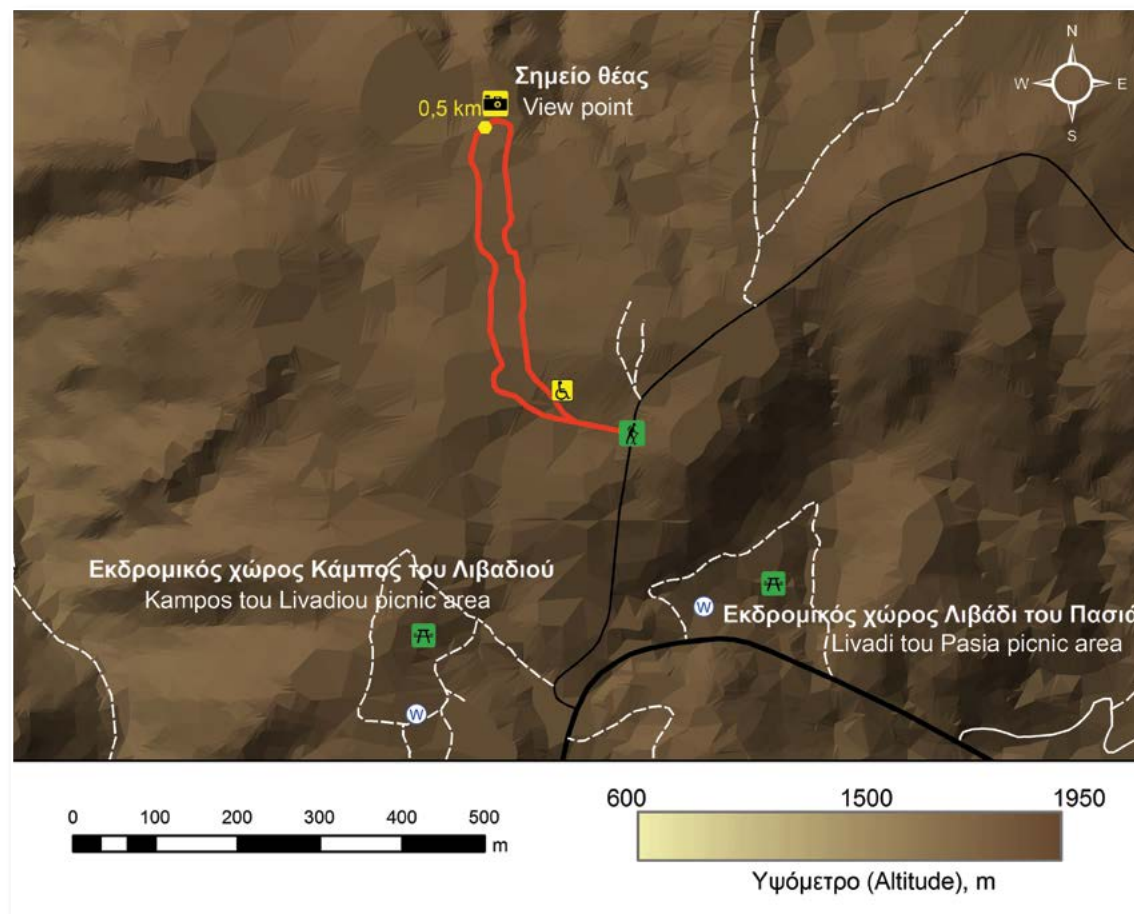 N
W E
S
Σημείο θέας
0,5 km View point
Εκδρομικός χώρος Κάμπος του Λιβαδιού
Kampos tou Livadiou picnic area
W
Εκδρομικός χώρος Λιβάδι του Πασιά
Livadi tou Pasia picnic area
W
0 100 200 300 400 500
m
600 1500 1950
Υψόμετρο (Altitude), m